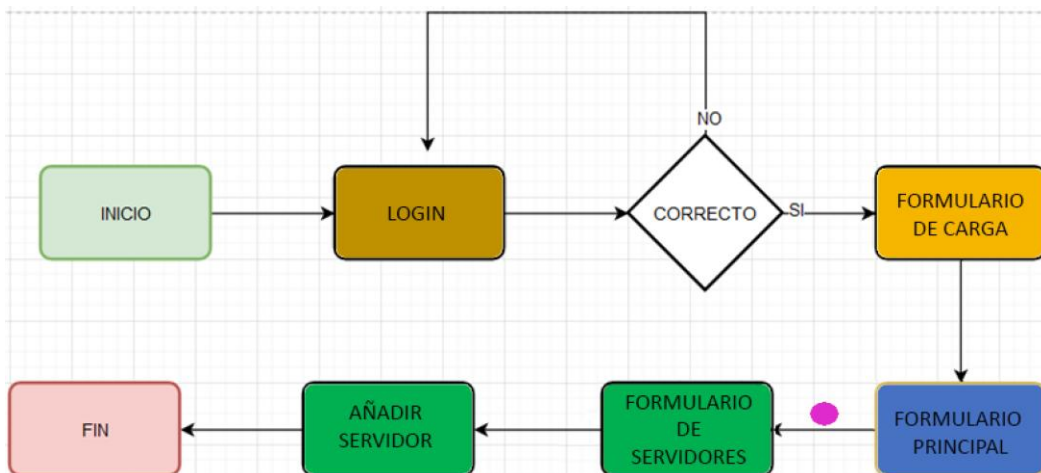 NO
INICIO
LOGIN
CORRECTO
SI
FORMULARIO
DE CARGA
FIN
AÑADIR
SERVIDOR
FORMULARIO
DE
SERVIDORES
FORMULARIO
PRINCIPAL